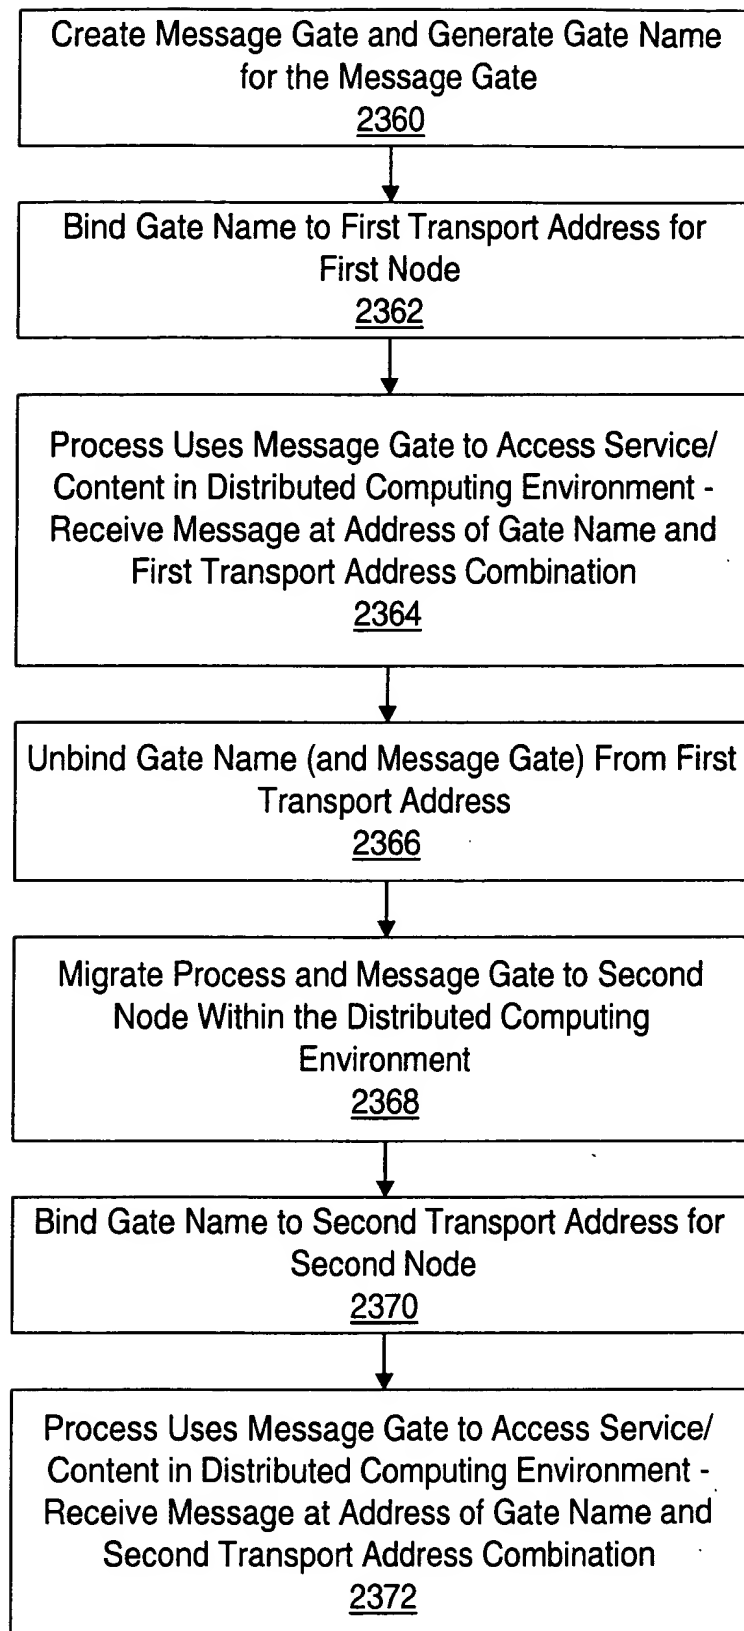 Create Message Gate and Generate Gate Name
for the Message Gate
2360
Bind Gate Name to First Transport Address for
First Node
2362
Process Uses Message Gate to Access Service/
Content in Distributed Computing Environment -
Receive Message at Address of Gate Name and
First Transport Address Combination
2364
Unbind Gate Name (and Message Gate) From First
Transport Address
2366
Migrate Process and Message Gate to Second
Node Within the Distributed Computing
Environment
2368
Bind Gate Name to Second Transport Address for
Second Node
2370
Process Uses Message Gate to Access Service/
Content in Distributed Computing Environment -
Receive Message at Address of Gate Name and
Second Transport Address Combination
2372